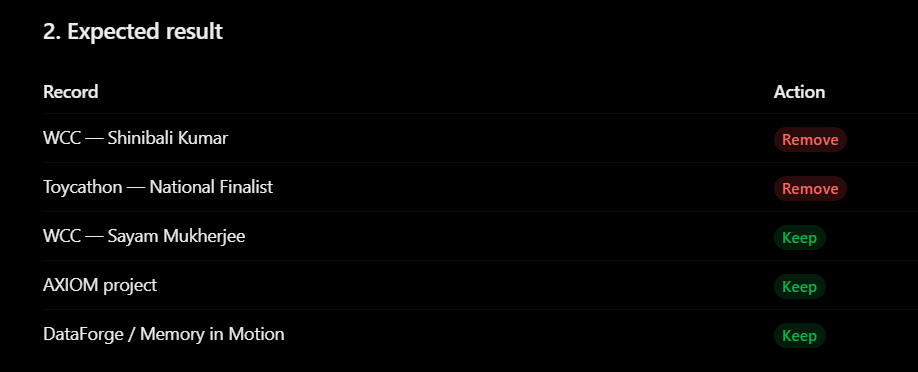 2. Expected result
Record Action
WCC — Shinibali Kumar Remove
Toycathon — National Finalist Remove
WCC — Sayam Mukherjee Keep
AXIOM project Keep
DataForge / Memory in Motion Keep